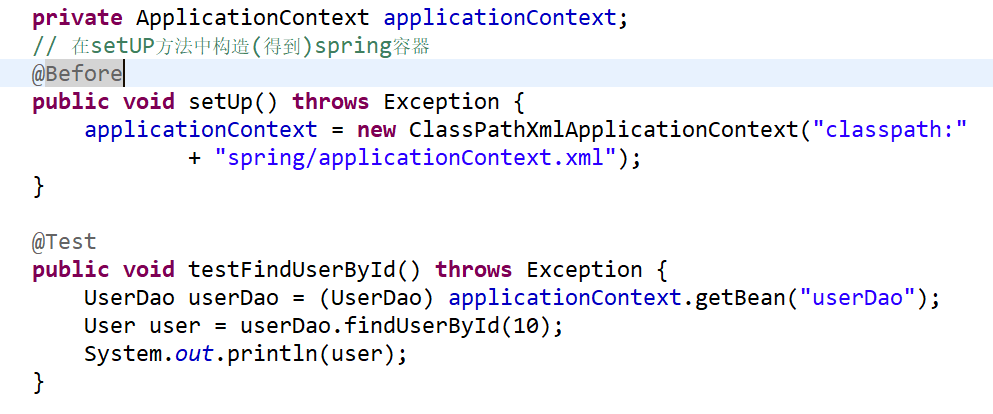 private ApplicationContext applicationContext;
// 在setUP方法中构造(得到)spring容器
@Before
public void setUp() throws Exception {
    applicationContext = new ClassPathXmlApplicationContext("classpath:"
            + "spring/applicationContext.xml");
}
@Test
public void testFindUserById() throws Exception {
    UserDao userDao = (UserDao) applicationContext.getBean("userDao");
    User user = userDao.findUserById(10);
    System.out.println(user);
}